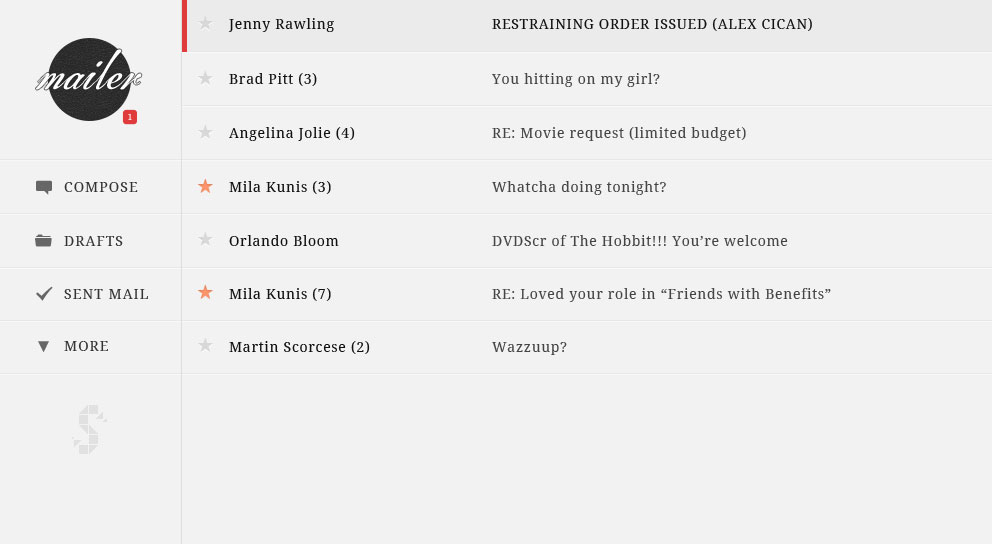 mailer
1
COMPOSE
DRAFTS
SENT MAIL
MORE
Jenny Rawling RESTRAINING ORDER ISSUED (ALEX CICAN)
Brad Pitt (3) You hitting on my girl?
Angelina Jolie (4) RE: Movie request (limited budget)
Mila Kunis (3) Whatcha doing tonight?
Orlando Bloom DVDScr of The Hobbit!!! You’re welcome
Mila Kunis (7) RE: Loved your role in “Friends with Benefits”
Martin Scorcese (2) Wazzuup?